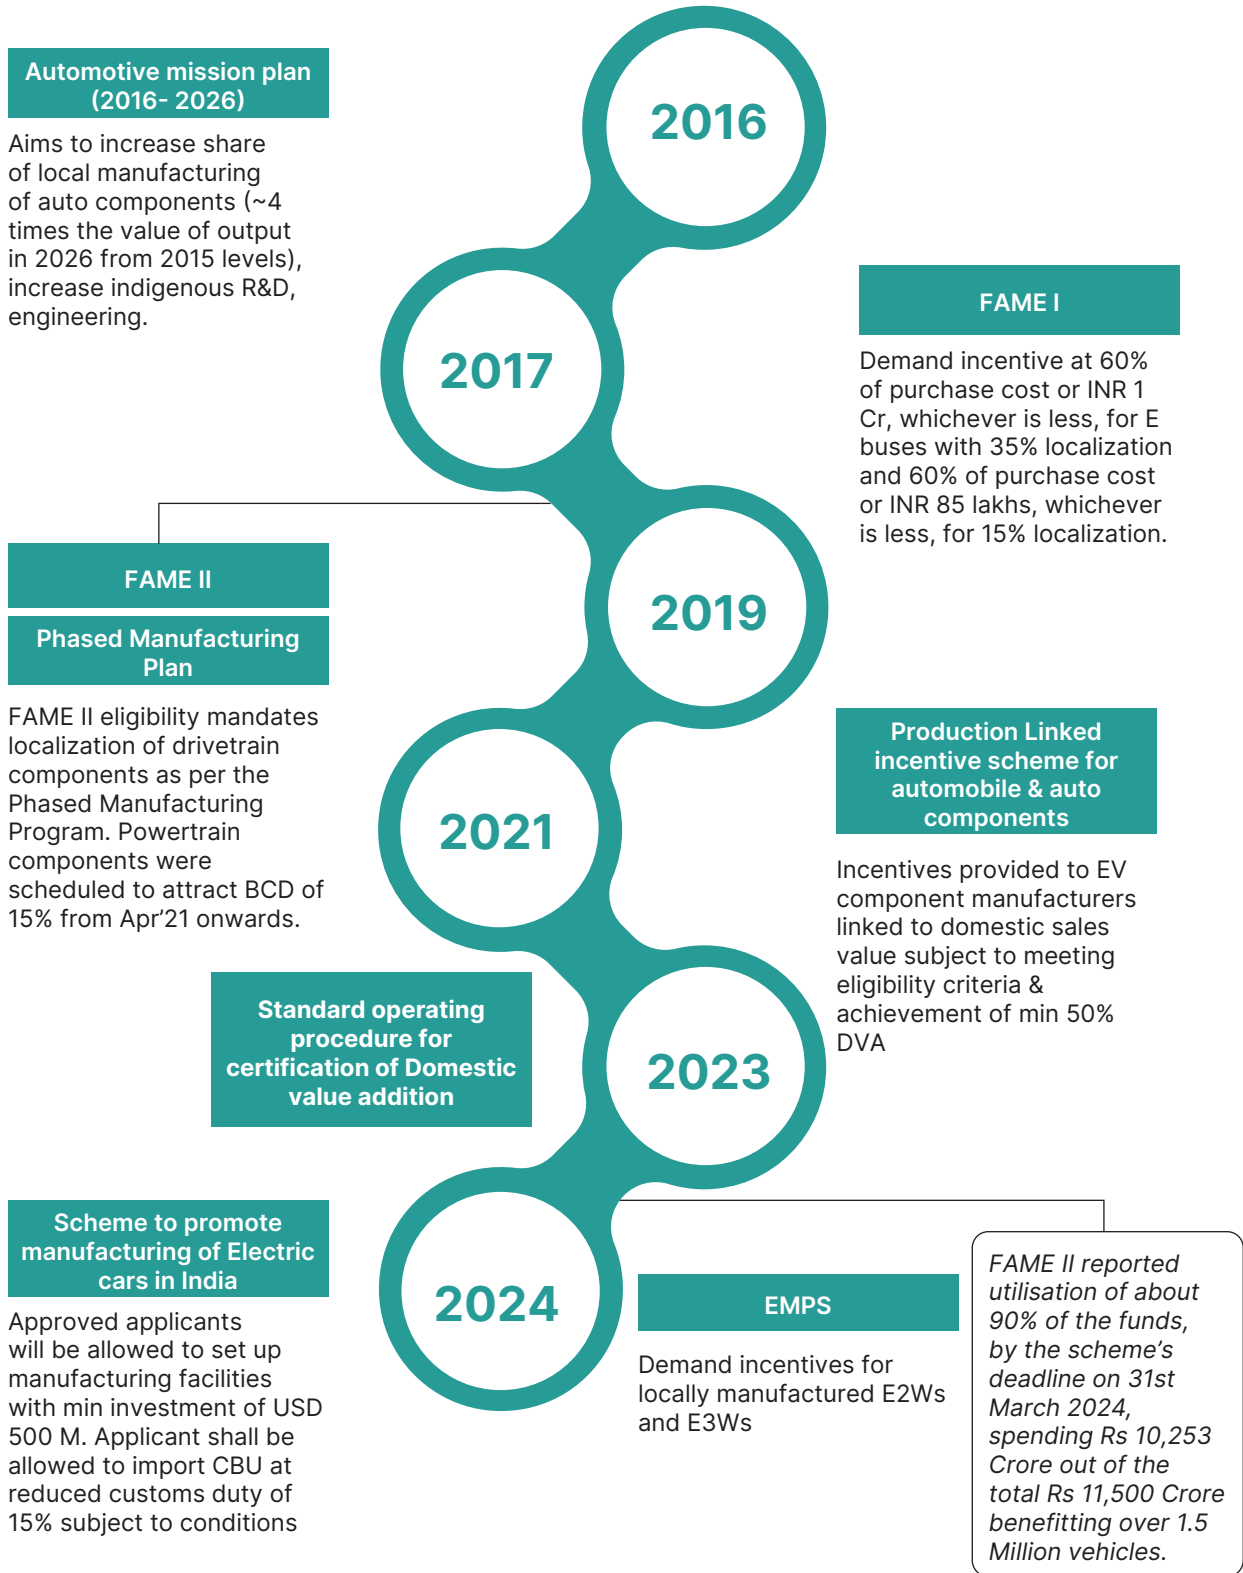 2016
Automotive mission plan
(2016- 2026)
Aims to increase share
of local manufacturing
of auto components (~4
times the value of output
in 2026 from 2015 levels),
increase indigenous R&D,
engineering.
2017
FAME I
Demand incentive at 60%
of purchase cost or INR 1
Cr, whichever is less, for E
buses with 35% localization
and 60% of purchase cost
or INR 85 lakhs, whichever
is less, for 15% localization.
2019
FAME II
Phased Manufacturing
Plan
FAME II eligibility mandates
localization of drivetrain
components as per the
Phased Manufacturing
Program. Powertrain
components were
scheduled to attract BCD of
15% from Apr’21 onwards.
2021
Production Linked
incentive scheme for
automobile & auto
components
Incentives provided to EV
component manufacturers
linked to domestic sales
value subject to meeting
eligibility criteria &
achievement of min 50%
DVA
2023
Standard operating
procedure for
certification of Domestic
value addition
2024
Scheme to promote
manufacturing of Electric
cars in India
Approved applicants
will be allowed to set up
manufacturing facilities
with min investment of USD
500 M. Applicant shall be
allowed to import CBU at
reduced customs duty of
15% subject to conditions
EMPS
Demand incentives for
locally manufactured E2Ws
and E3Ws
FAME II reported
utilisation of about
90% of the funds,
by the scheme’s
deadline on 31st
March 2024,
spending Rs 10,253
Crore out of the
total Rs 11,500 Crore
benefitting over 1.5
Million vehicles.